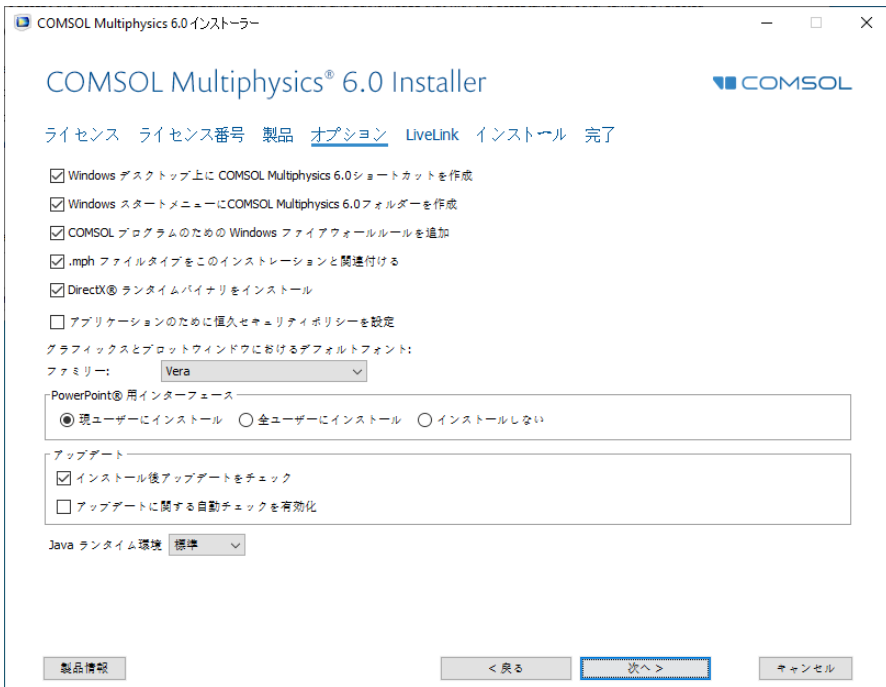 COMSOL Multiphysics 6.0 インストーラー
COMSOL Multiphysics® 6.0 Installer
COMSOL
ライセンス ライセンス番号 製品 オプション LiveLink インストール 完了
Windows デスクトップ上に COMSOL Multiphysics 6.0ショートカットを作成
Windows スタートメニューにCOMSOL Multiphysics 6.0フォルダーを作成
COMSOL プログラムのための Windows ファイアウォールルールを追加
.mph ファイルタイプをこのインストレーションと関連付ける
DirectX® ランタイムバイナリをインストール
アプリケーションのために恒久セキュリティポリシーを設定
グラフィックスとプロットウィンドウにおけるデフォルトフォント:
ファミリー: Vera
PowerPoint® 用インターフェース
現ユーザーにインストール 全ユーザーにインストール インストールしない
アップデート
インストール後アップデートをチェック
アップデートに関する自動チェックを有効化
Java ランタイム環境 標準
製品情報 < 戻る 次へ > キャンセル